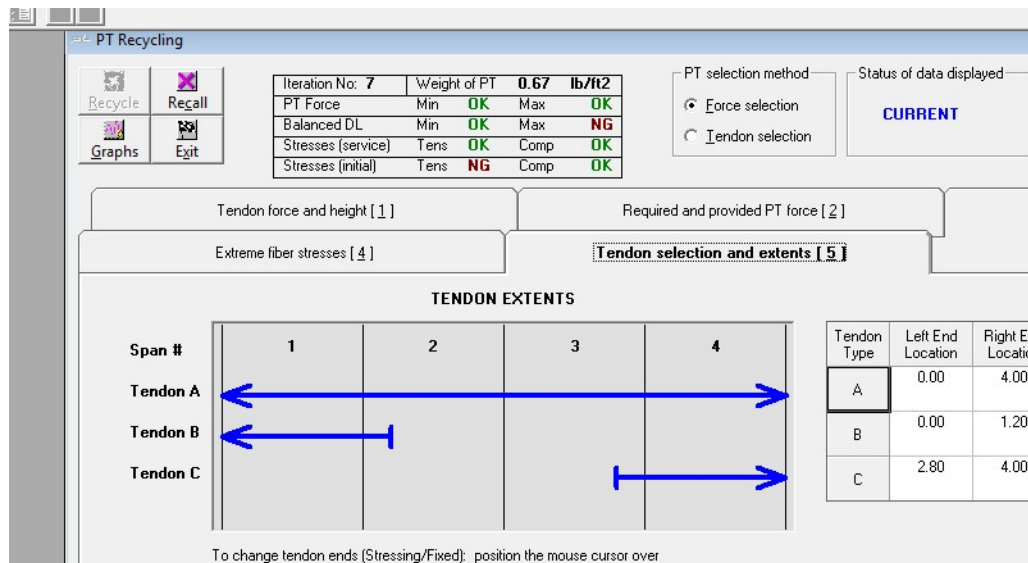 PT Recycling
Recycle Recall
Graphs Exit
Iteration No: 7 Weight of PT 0.67 lb/ft2
PT Force Min OK Max OK
Balanced DL Min OK Max NG
Stresses (service) Tens OK Comp OK
Stresses (initial) Tens NG Comp OK
PT selection method
Force selection
Tendon selection
Status of data displayed
CURRENT
Tendon force and height [ 1 ]
Required and provided PT force [ 2 ]
Extreme fiber stresses [ 4 ]
Tendon selection and extents [ 5 ]
TENDON EXTENTS
Span # 1 2 3 4
Tendon A
Tendon B
Tendon C
Tendon Type Left End Location Right E Locatio
A 0.00 4.00
B 0.00 1.20
C 2.80 4.00
To change tendon ends (Stressing/Fixed): position the mouse cursor over